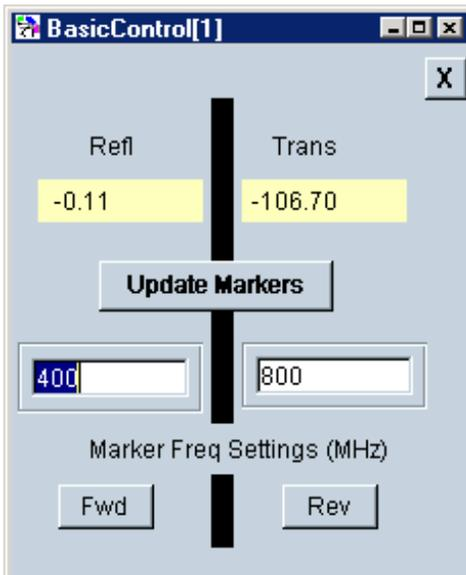 BasicControl[1]
X
Refl Trans
-0.11 -106.70
Update Markers
400 800
Marker Freq Settings (MHz)
Fwd Rev